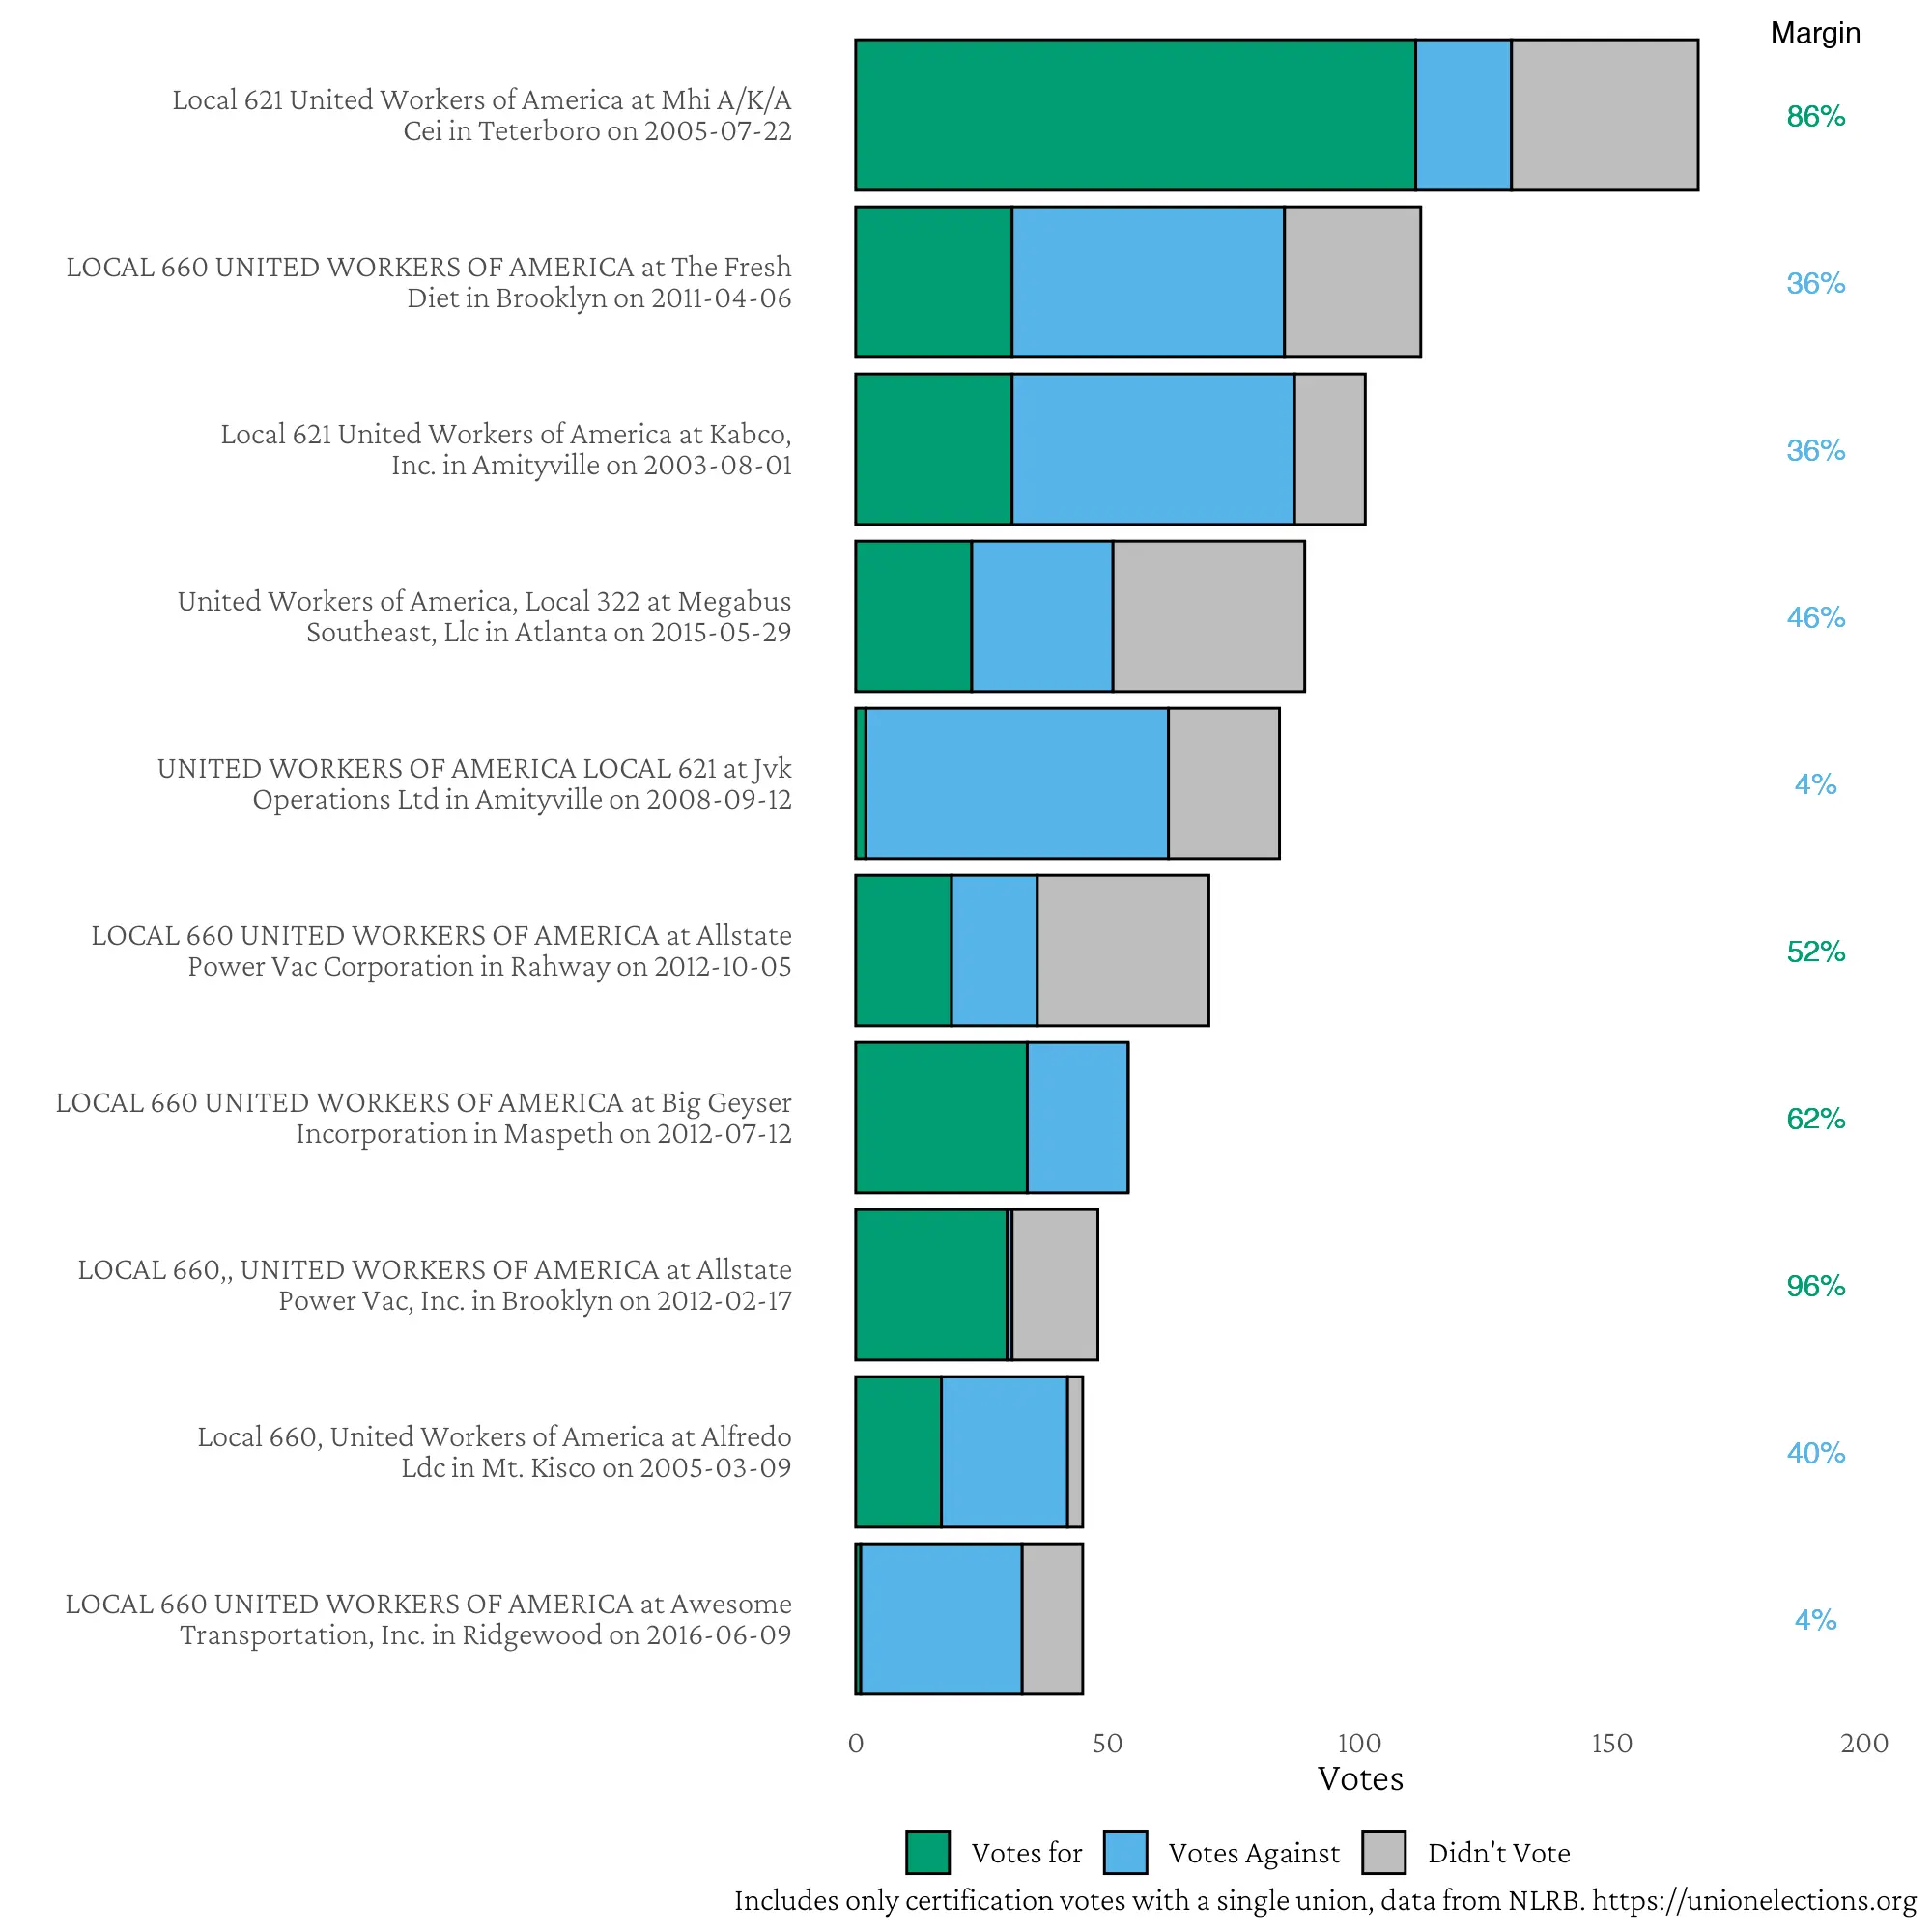 Margin
Local 621 United Workers of America at Mhi A/K/A
Cei in Teterboro on 2005-07-22
86%
LOCAL 660 UNITED WORKERS OF AMERICA at The Fresh
Diet in Brooklyn on 2011-04-06
36%
Local 621 United Workers of America at Kabco,
Inc. in Amityville on 2003-08-01
36%
United Workers of America, Local 322 at Megabus
Southeast, Llc in Atlanta on 2015-05-29
46%
UNITED WORKERS OF AMERICA LOCAL 621 at Jvk
Operations Ltd in Amityville on 2008-09-12
4%
LOCAL 660 UNITED WORKERS OF AMERICA at Allstate
Power Vac Corporation in Rahway on 2012-10-05
52%
LOCAL 660 UNITED WORKERS OF AMERICA at Big Geyser
Incorporation in Maspeth on 2012-07-12
62%
LOCAL 660,, UNITED WORKERS OF AMERICA at Allstate
Power Vac, Inc. in Brooklyn on 2012-02-17
96%
Local 660, United Workers of America at Alfredo
Ldc in Mt. Kisco on 2005-03-09
40%
LOCAL 660 UNITED WORKERS OF AMERICA at Awesome
Transportation, Inc. in Ridgewood on 2016-06-09
4%
0 50 100 150 200
Votes
Votes for Votes Against Didn't Vote
Includes only certification votes with a single union, data from NLRB. https://unionelections.org